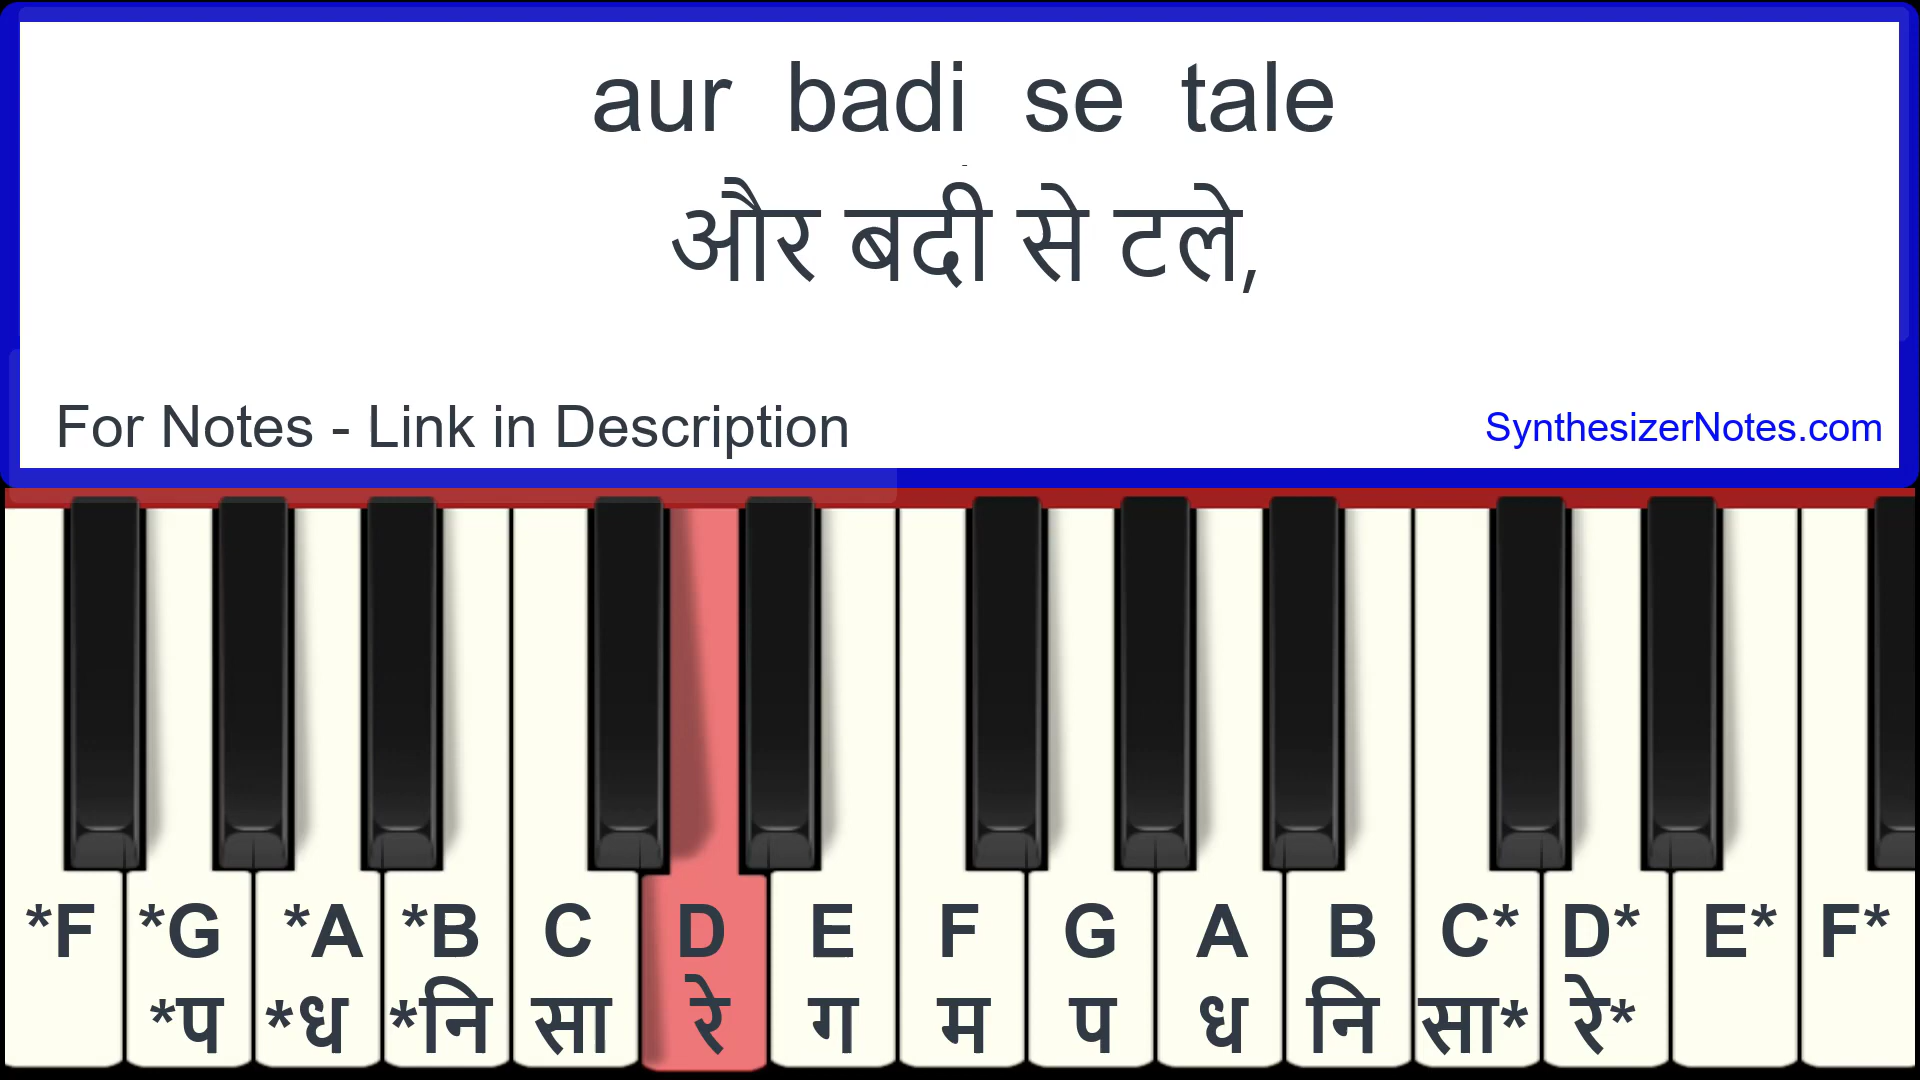 aur badi se tale
और बदी से टले,
For Notes - Link in Description
SynthesizerNotes.com
*F *G *A *B C D E F G A B C* D* E* F*
*प *ध *नि सा रे ग म प ध नि सा* रे*